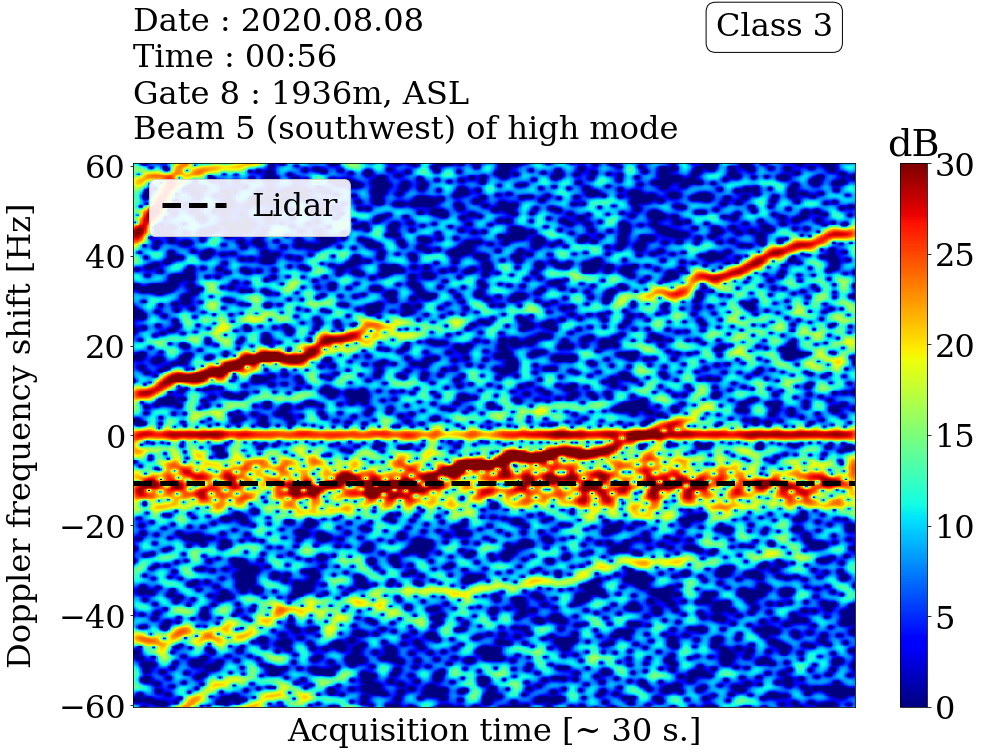 Date : 2020.08.08
Time : 00:56
Gate 8 : 1936m, ASL
Beam 5 (southwest) of high mode
Class 3
dB
Lidar
Doppler frequency shift [Hz]
60
40
20
0
−20
−40
−60
Acquisition time [~ 30 s.]
30
25
20
15
10
5
0